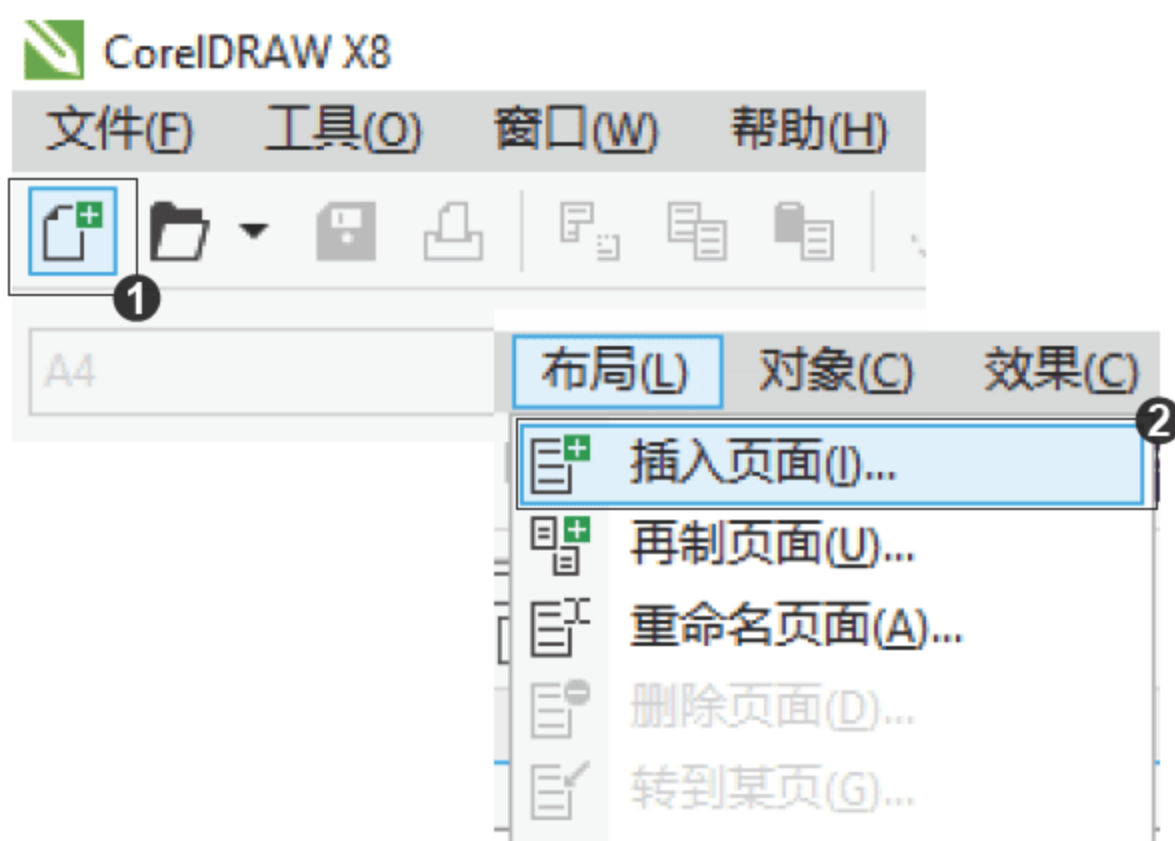 CorelDRAW X8
文件(F) 工具(O) 窗口(W) 帮助(H)
1
A4
布局(L) 对象(C) 效果(C)
2
插入页面(I)...
再制页面(U)...
重命名页面(A)...
删除页面(D)...
转到某页(G)...